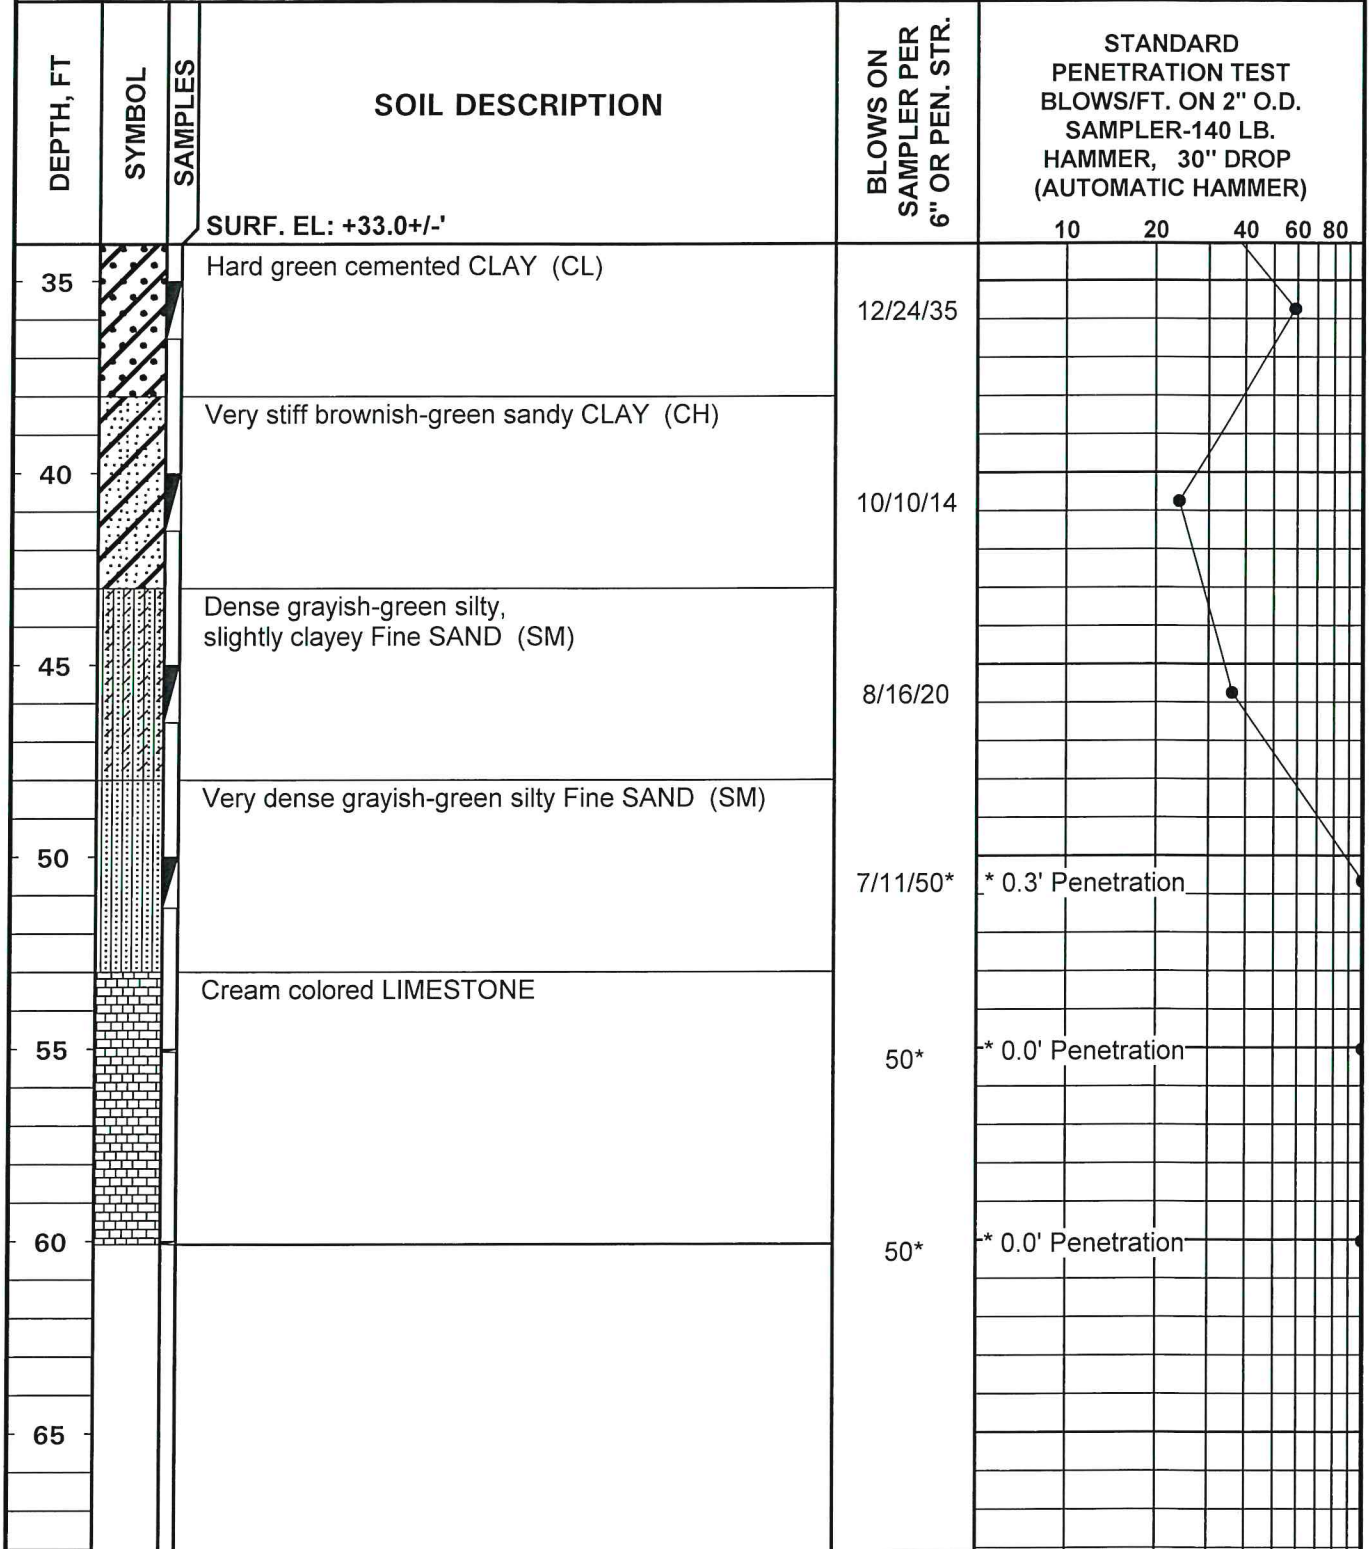 DEPTH, FT
SYMBOL
SAMPLES
SOIL DESCRIPTION
SURF. EL: +33.0+/-'
BLOWS ON
SAMPLER PER
6" OR PEN. STR.
STANDARD
PENETRATION TEST
BLOWS/FT. ON 2" O.D.
SAMPLER-140 LB.
HAMMER, 30" DROP
(AUTOMATIC HAMMER)
10 20 40 60 80
Hard green cemented CLAY (CL)
35
12/24/35
Very stiff brownish-green sandy CLAY (CH)
40
10/10/14
Dense grayish-green silty,
slightly clayey Fine SAND (SM)
45
8/16/20
Very dense grayish-green silty Fine SAND (SM)
50
7/11/50*
* 0.3' Penetration
Cream colored LIMESTONE
55
50*
* 0.0' Penetration
60
50*
* 0.0' Penetration
65